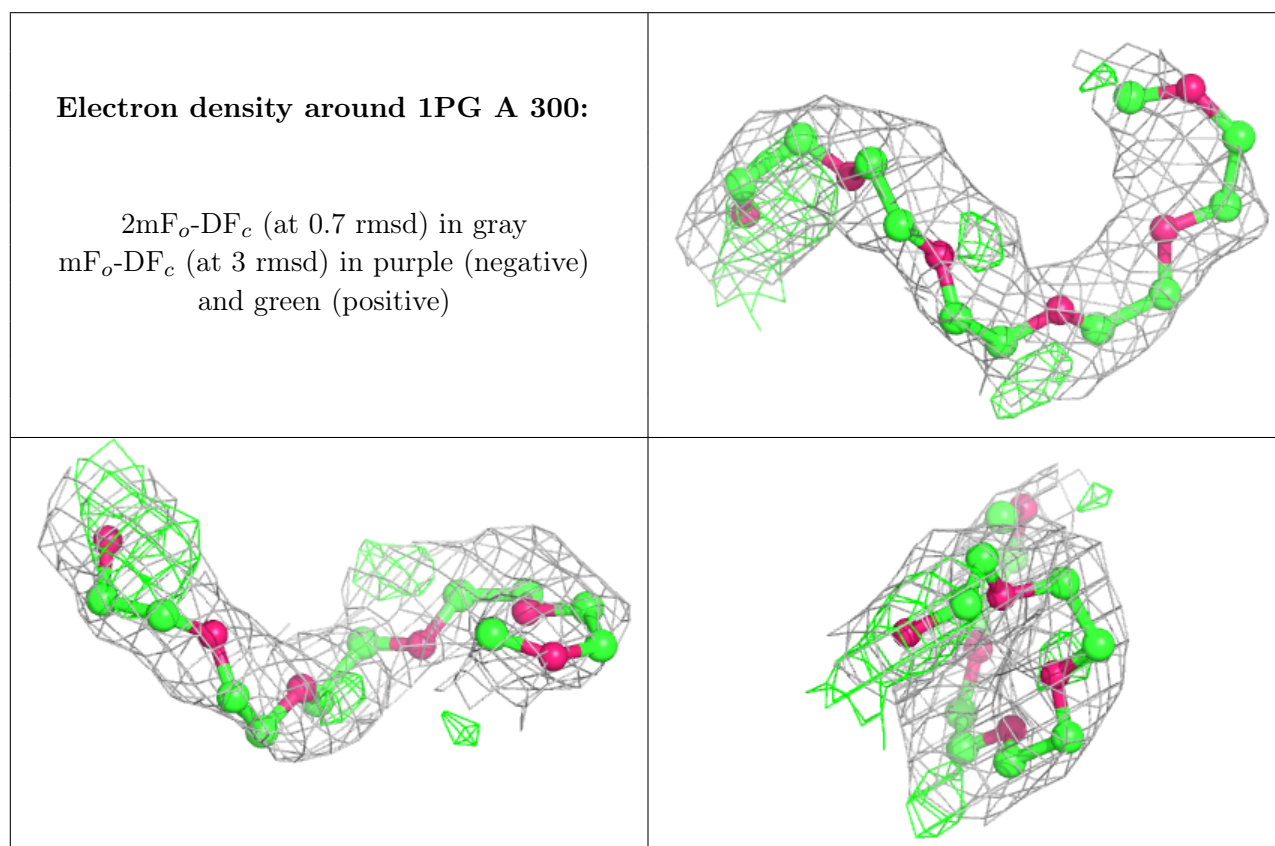 Electron density around 1PG A 300:
2mFo-DFc (at 0.7 rmsd) in gray
mFo-DFc (at 3 rmsd) in purple (negative)
and green (positive)